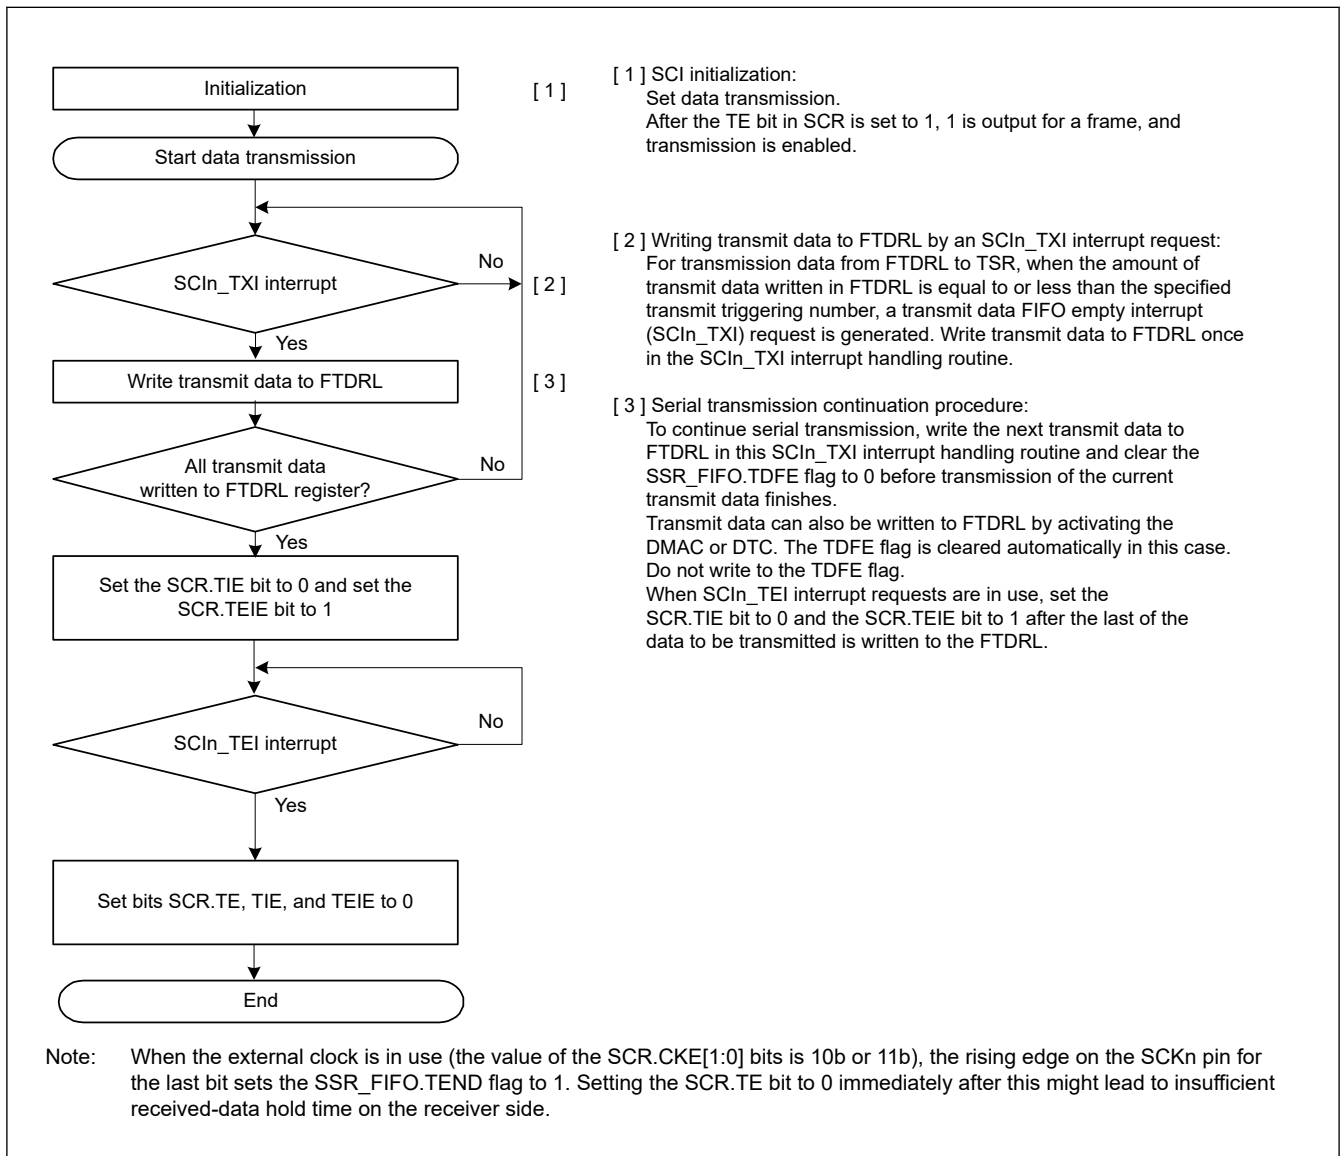 Initialization
[ 1 ]
[ 1 ] SCI initialization:
Set data transmission.
After the TE bit in SCR is set to 1, 1 is output for a frame, and
transmission is enabled.
Start data transmission
SCIn_TXI interrupt
No
[ 2 ]
Yes
[ 2 ] Writing transmit data to FTDRL by an SCIn_TXI interrupt request:
For transmission data from FTDRL to TSR, when the amount of
transmit data written in FTDRL is equal to or less than the specified
transmit triggering number, a transmit data FIFO empty interrupt
(SCIn_TXI) request is generated. Write transmit data to FTDRL once
in the SCIn_TXI interrupt handling routine.
Write transmit data to FTDRL
[ 3 ]
All transmit data
written to FTDRL register?
No
Yes
[ 3 ] Serial transmission continuation procedure:
To continue serial transmission, write the next transmit data to
FTDRL in this SCIn_TXI interrupt handling routine and clear the
SSR_FIFO.TDFE flag to 0 before transmission of the current
transmit data finishes.
Transmit data can also be written to FTDRL by activating the
DMAC or DTC. The TDFE flag is cleared automatically in this case.
Do not write to the TDFE flag.
When SCIn_TEI interrupt requests are in use, set the
SCR.TIE bit to 0 and the SCR.TEIE bit to 1 after the last of the
data to be transmitted is written to the FTDRL.
Set the SCR.TIE bit to 0 and set the
SCR.TEIE bit to 1
SCIn_TEI interrupt
No
Yes
Set bits SCR.TE, TIE, and TEIE to 0
End
Note: When the external clock is in use (the value of the SCR.CKE[1:0] bits is 10b or 11b), the rising edge on the SCKn pin for
the last bit sets the SSR_FIFO.TEND flag to 1. Setting the SCR.TE bit to 0 immediately after this might lead to insufficient
received-data hold time on the receiver side.